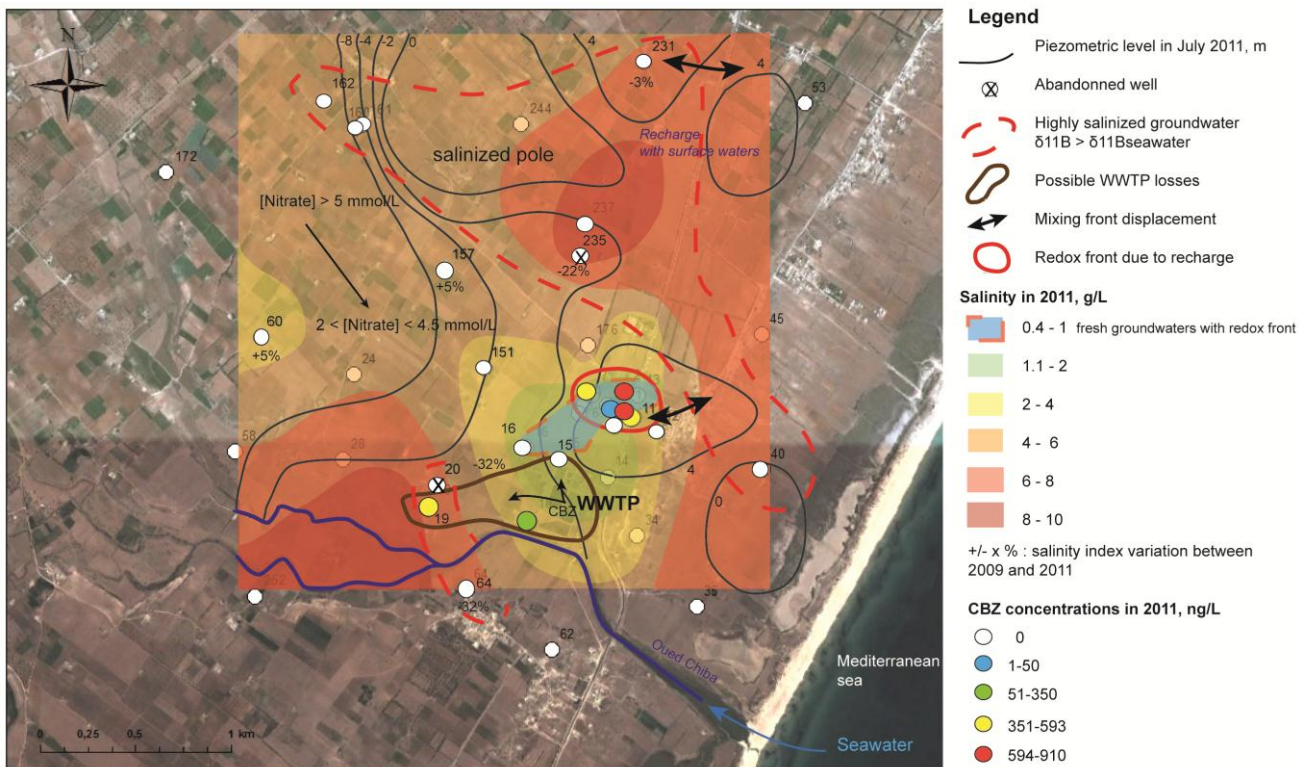 N
-8
-4
-2
0
4
231
-3%
4
53
162
161
244
Recharge
with surface waters
172
salinized pole
[Nitrate] > 5 mmol/L
237
235
-22%
157
+5%
2 < [Nitrate] < 4.5 mmol/L
60
+5%
176
45
24
151
11
16
15
58
28
-32%
20
14
4
40
0
CBZ
WWTP
19
34
64
-32%
262
62
Oued Chiba
Mediterranean
sea
Seawater
0
0,25
0,5
1 km
Legend
Piezometric level in July 2011, m
Abandonned well
Highly salinized groundwater
δ11B > δ11Bseawater
Possible WWTP losses
Mixing front displacement
Redox front due to recharge
Salinity in 2011, g/L
0.4 - 1 fresh groundwaters with redox front
1.1 - 2
2 - 4
4 - 6
6 - 8
8 - 10
+/- x % : salinity index variation between
2009 and 2011
CBZ concentrations in 2011, ng/L
0
1-50
51-350
351-593
594-910